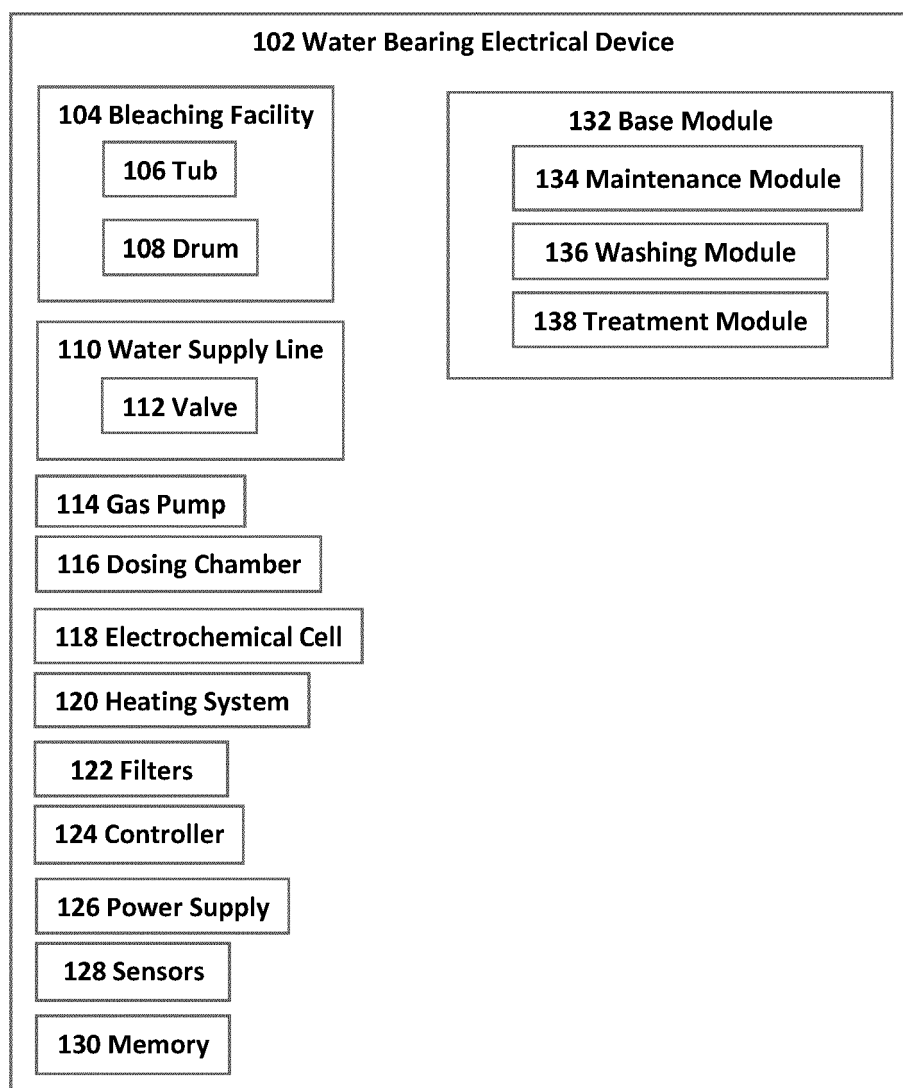 102 Water Bearing Electrical Device
104 Bleaching Facility
106 Tub
108 Drum
110 Water Supply Line
112 Valve
114 Gas Pump
116 Dosing Chamber
118 Electrochemical Cell
120 Heating System
122 Filters
124 Controller
126 Power Supply
128 Sensors
130 Memory
132 Base Module
134 Maintenance Module
136 Washing Module
138 Treatment Module